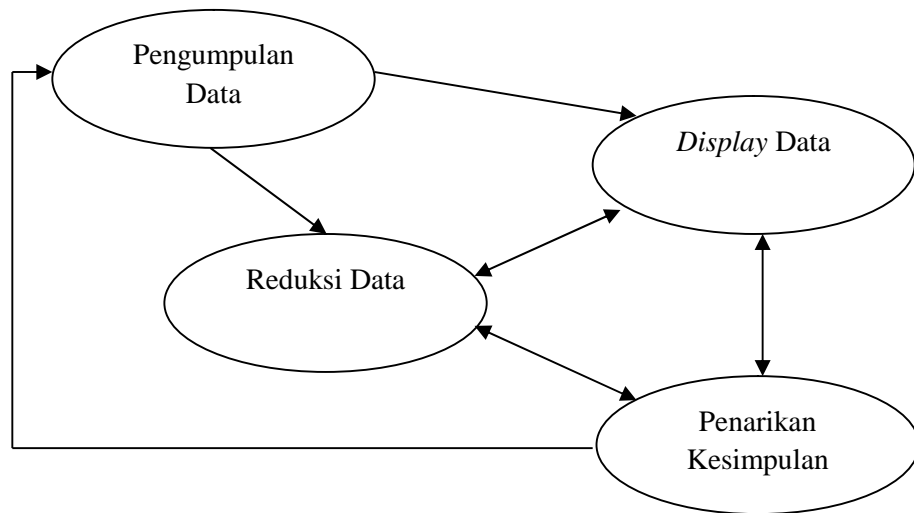 Pengumpulan
Data
Display Data
Reduksi Data
Penarikan
Kesimpulan